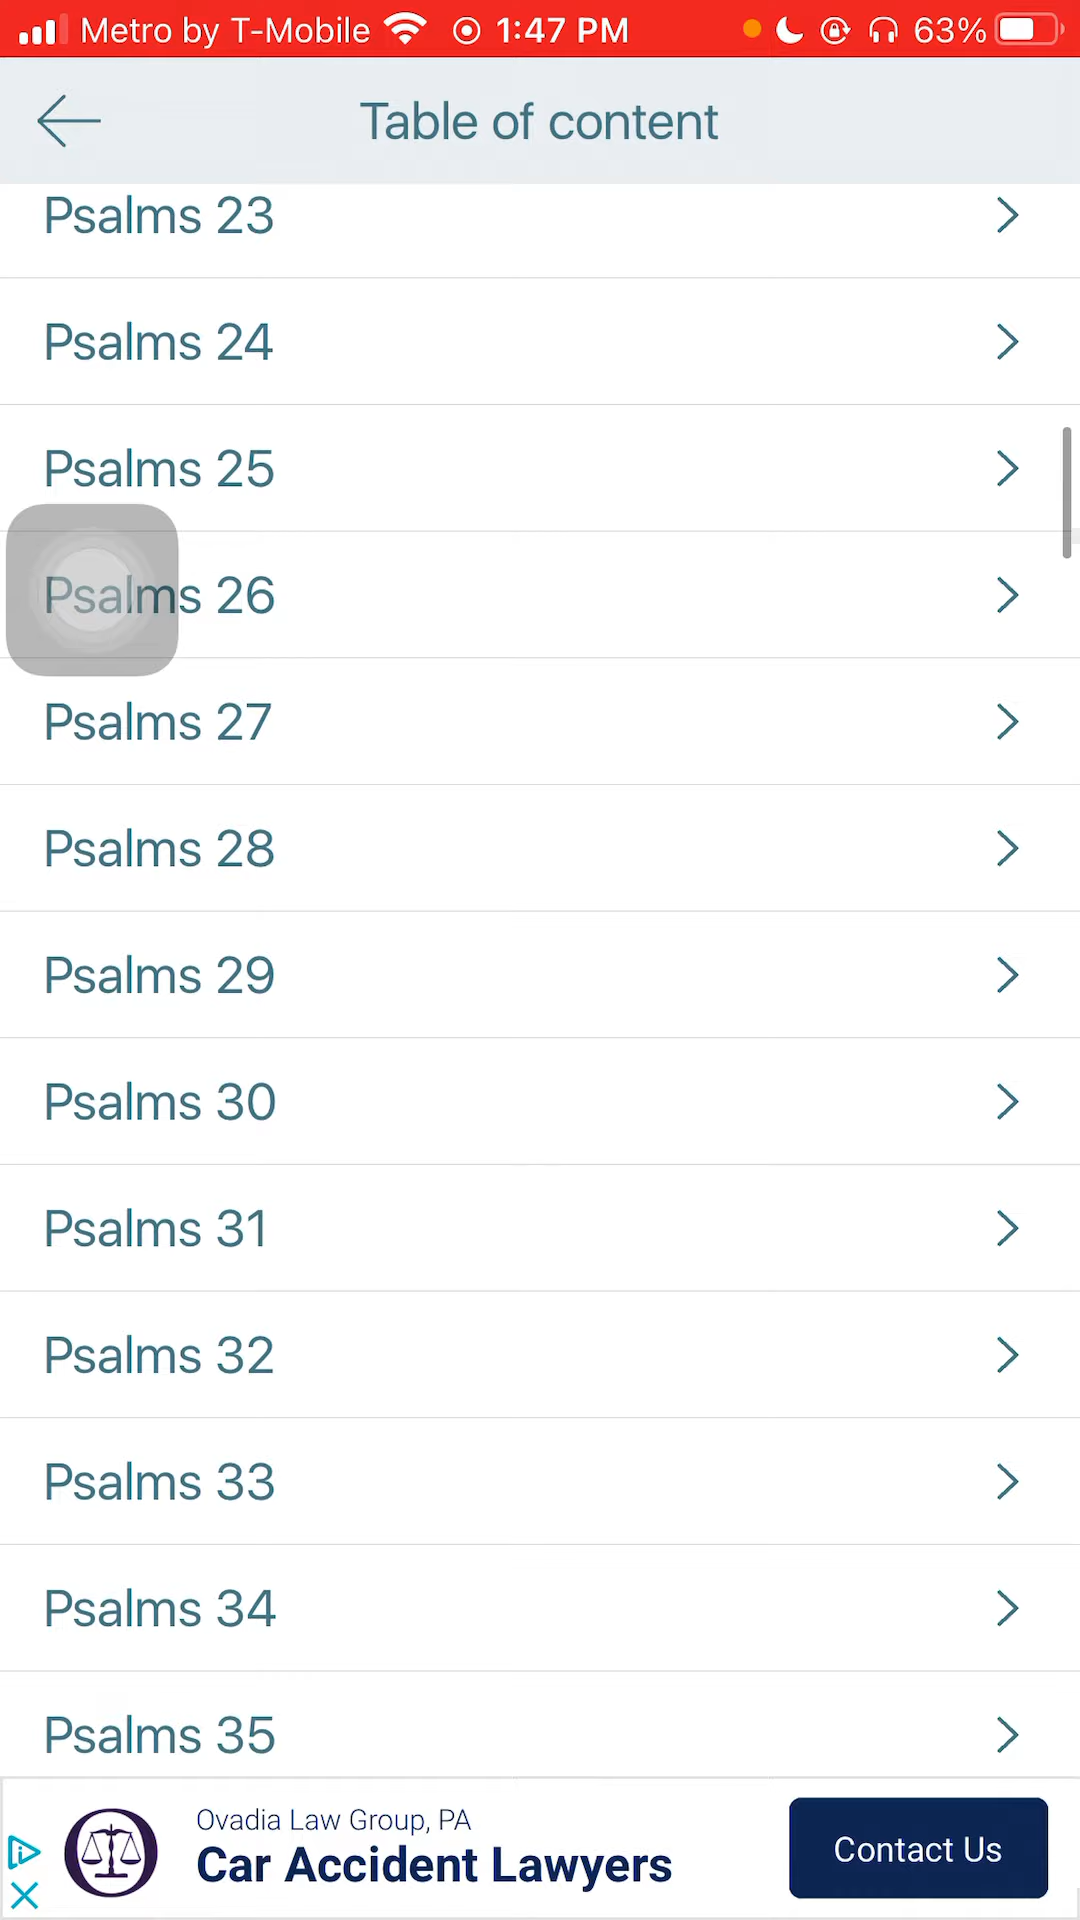 Metro by T-Mobile 1:47 PM 63%
Table of content
Psalms 23
Psalms 24
Psalms 25
Psalms 26
Psalms 27
Psalms 28
Psalms 29
Psalms 30
Psalms 31
Psalms 32
Psalms 33
Psalms 34
Psalms 35
Ovadia Law Group, PA
Car Accident Lawyers
Contact Us